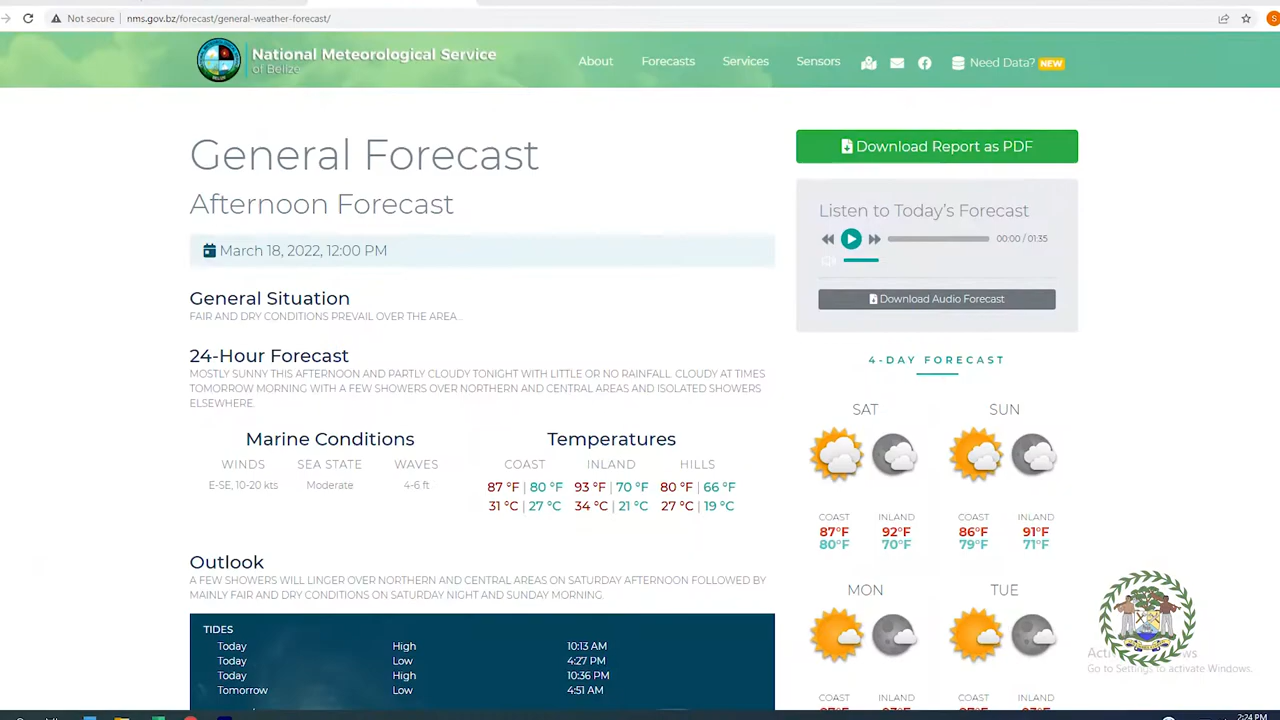 Not secure
nms.gov.bz/forecast/general-weather-forecast/
National Meteorological Service
of Belize
About
Forecasts
Services
Sensors
Need Data? NEW
General Forecast
Afternoon Forecast
March 18, 2022, 12:00 PM
General Situation
FAIR AND DRY CONDITIONS PREVAIL OVER THE AREA...
24-Hour Forecast
MOSTLY SUNNY THIS AFTERNOON AND PARTLY CLOUDY TONIGHT WITH LITTLE OR NO RAINFALL. CLOUDY AT TIMES
TOMORROW MORNING WITH A FEW SHOWERS OVER NORTHERN AND CENTRAL AREAS AND ISOLATED SHOWERS
ELSEWHERE.
Marine Conditions
WINDS SEA STATE WAVES
E-SE, 10-20 kts Moderate 4-6 ft
Temperatures
COAST INLAND HILLS
87 °F | 80 °F 93 °F | 70 °F 80 °F | 66 °F
31 °C | 27 °C 34 °C | 21 °C 27 °C | 19 °C
Outlook
A FEW SHOWERS WILL LINGER OVER NORTHERN AND CENTRAL AREAS ON SATURDAY AFTERNOON FOLLOWED BY
MAINLY FAIR AND DRY CONDITIONS ON SATURDAY NIGHT AND SUNDAY MORNING.
TIDES
Today High 10:13 AM
Today Low 4:27 PM
Today High 10:36 PM
Tomorrow Low 4:51 AM
Download Report as PDF
Listen to Today's Forecast
00:00 / 01:35
Download Audio Forecast
4-DAY FORECAST
SAT SUN
COAST INLAND COAST INLAND
87°F 92°F 86°F 91°F
80°F 70°F 79°F 71°F
MON TUE
COAST INLAND COAST INLAND
Go to Settings to activate Windows.
2:24 PM